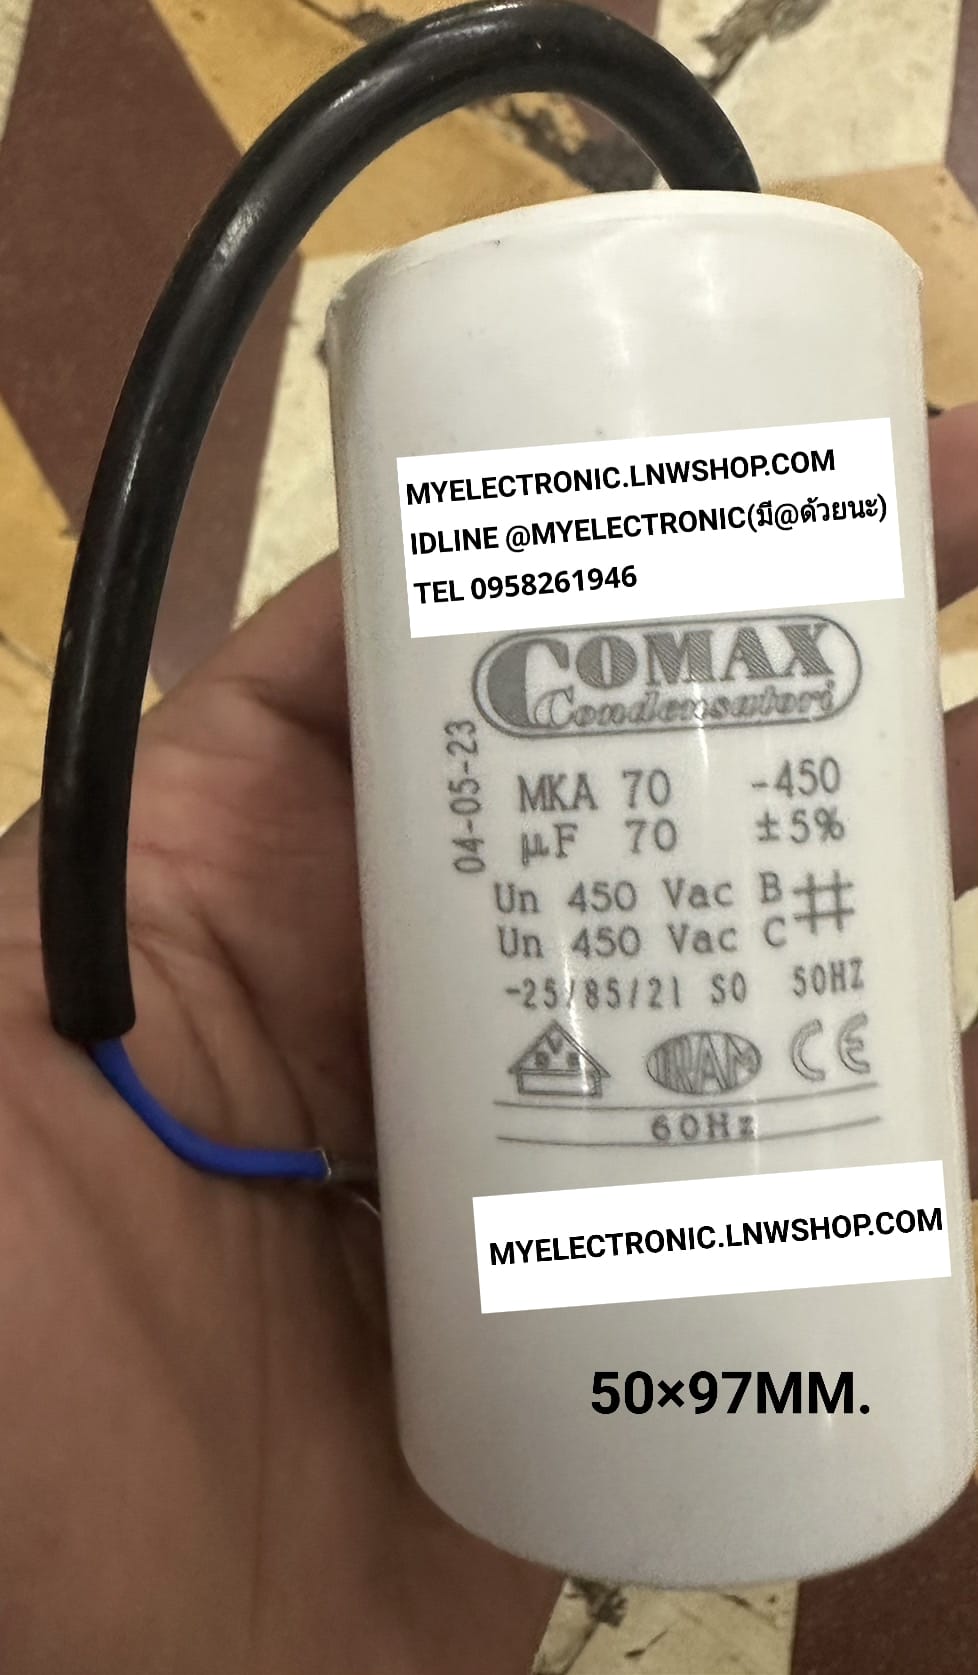 MYELECTRONIC.LNWSHOP.COM
IDLINE @MYELECTRONIC(มี@ด้วยนะ)
TEL 0958261946
COMAX
Condensatori
04-05-23
MKA 70 -450
µF 70 ±5%
Un 450 Vac B
Un 450 Vac C
-25/85/21 S0 50HZ
IRAM CE
60Hz
MYELECTRONIC.LNWSHOP.COM
50×97MM.